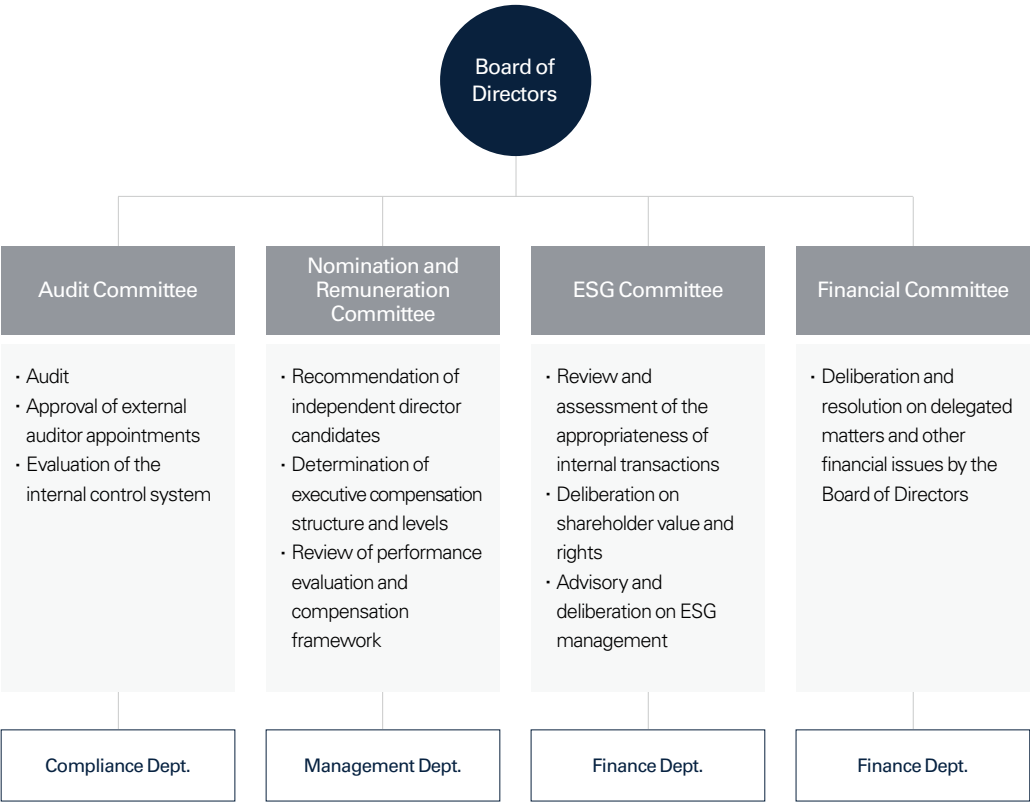 Board of
Directors
Audit Committee
· Audit
· Approval of external
auditor appointments
· Evaluation of the
internal control system
Compliance Dept.
Nomination and
Remuneration
Committee
· Recommendation of
independent director
candidates
· Determination of
executive compensation
structure and levels
· Review of performance
evaluation and
compensation
framework
Management Dept.
ESG Committee
· Review and
assessment of the
appropriateness of
internal transactions
· Deliberation on
shareholder value and
rights
· Advisory and
deliberation on ESG
management
Finance Dept.
Financial Committee
· Deliberation and
resolution on delegated
matters and other
financial issues by the
Board of Directors
Finance Dept.